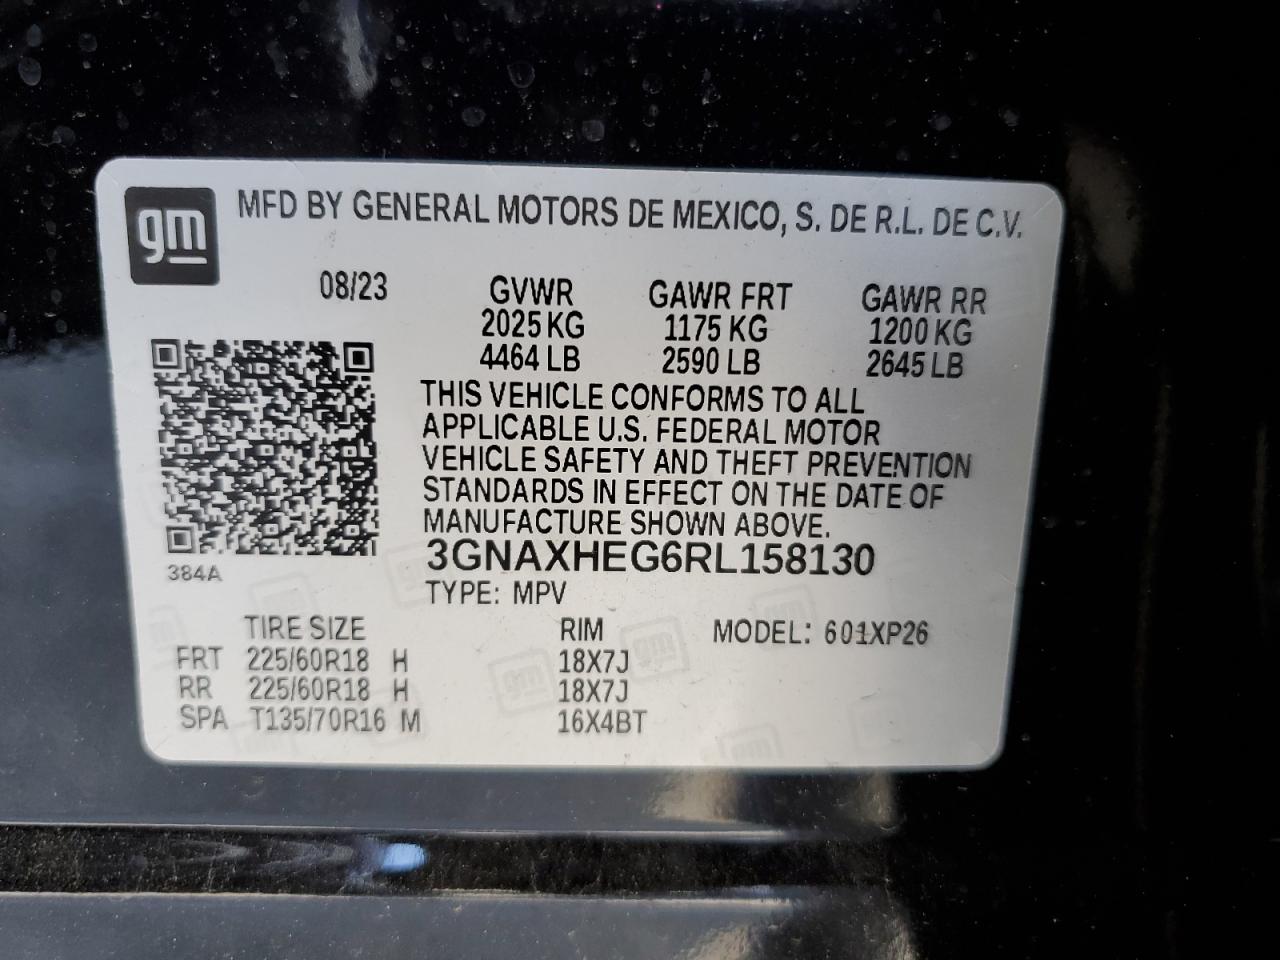 gm MFD BY GENERAL MOTORS DE MEXICO, S. DE R.L. DE C.V.
08/23 GVWR GAWR FRT GAWR RR
2025 KG 1175 KG 1200 KG
4464 LB 2590 LB 2645 LB
THIS VEHICLE CONFORMS TO ALL
APPLICABLE U.S. FEDERAL MOTOR
VEHICLE SAFETY AND THEFT PREVENTION
STANDARDS IN EFFECT ON THE DATE OF
MANUFACTURE SHOWN ABOVE.
3GNAXHEG6RL158130
384A
TYPE: MPV
TIRE SIZE RIM MODEL: 601XP26
FRT 225/60R18 H 18X7J
RR 225/60R18 H 18X7J
SPA T135/70R16 M 16X4BT